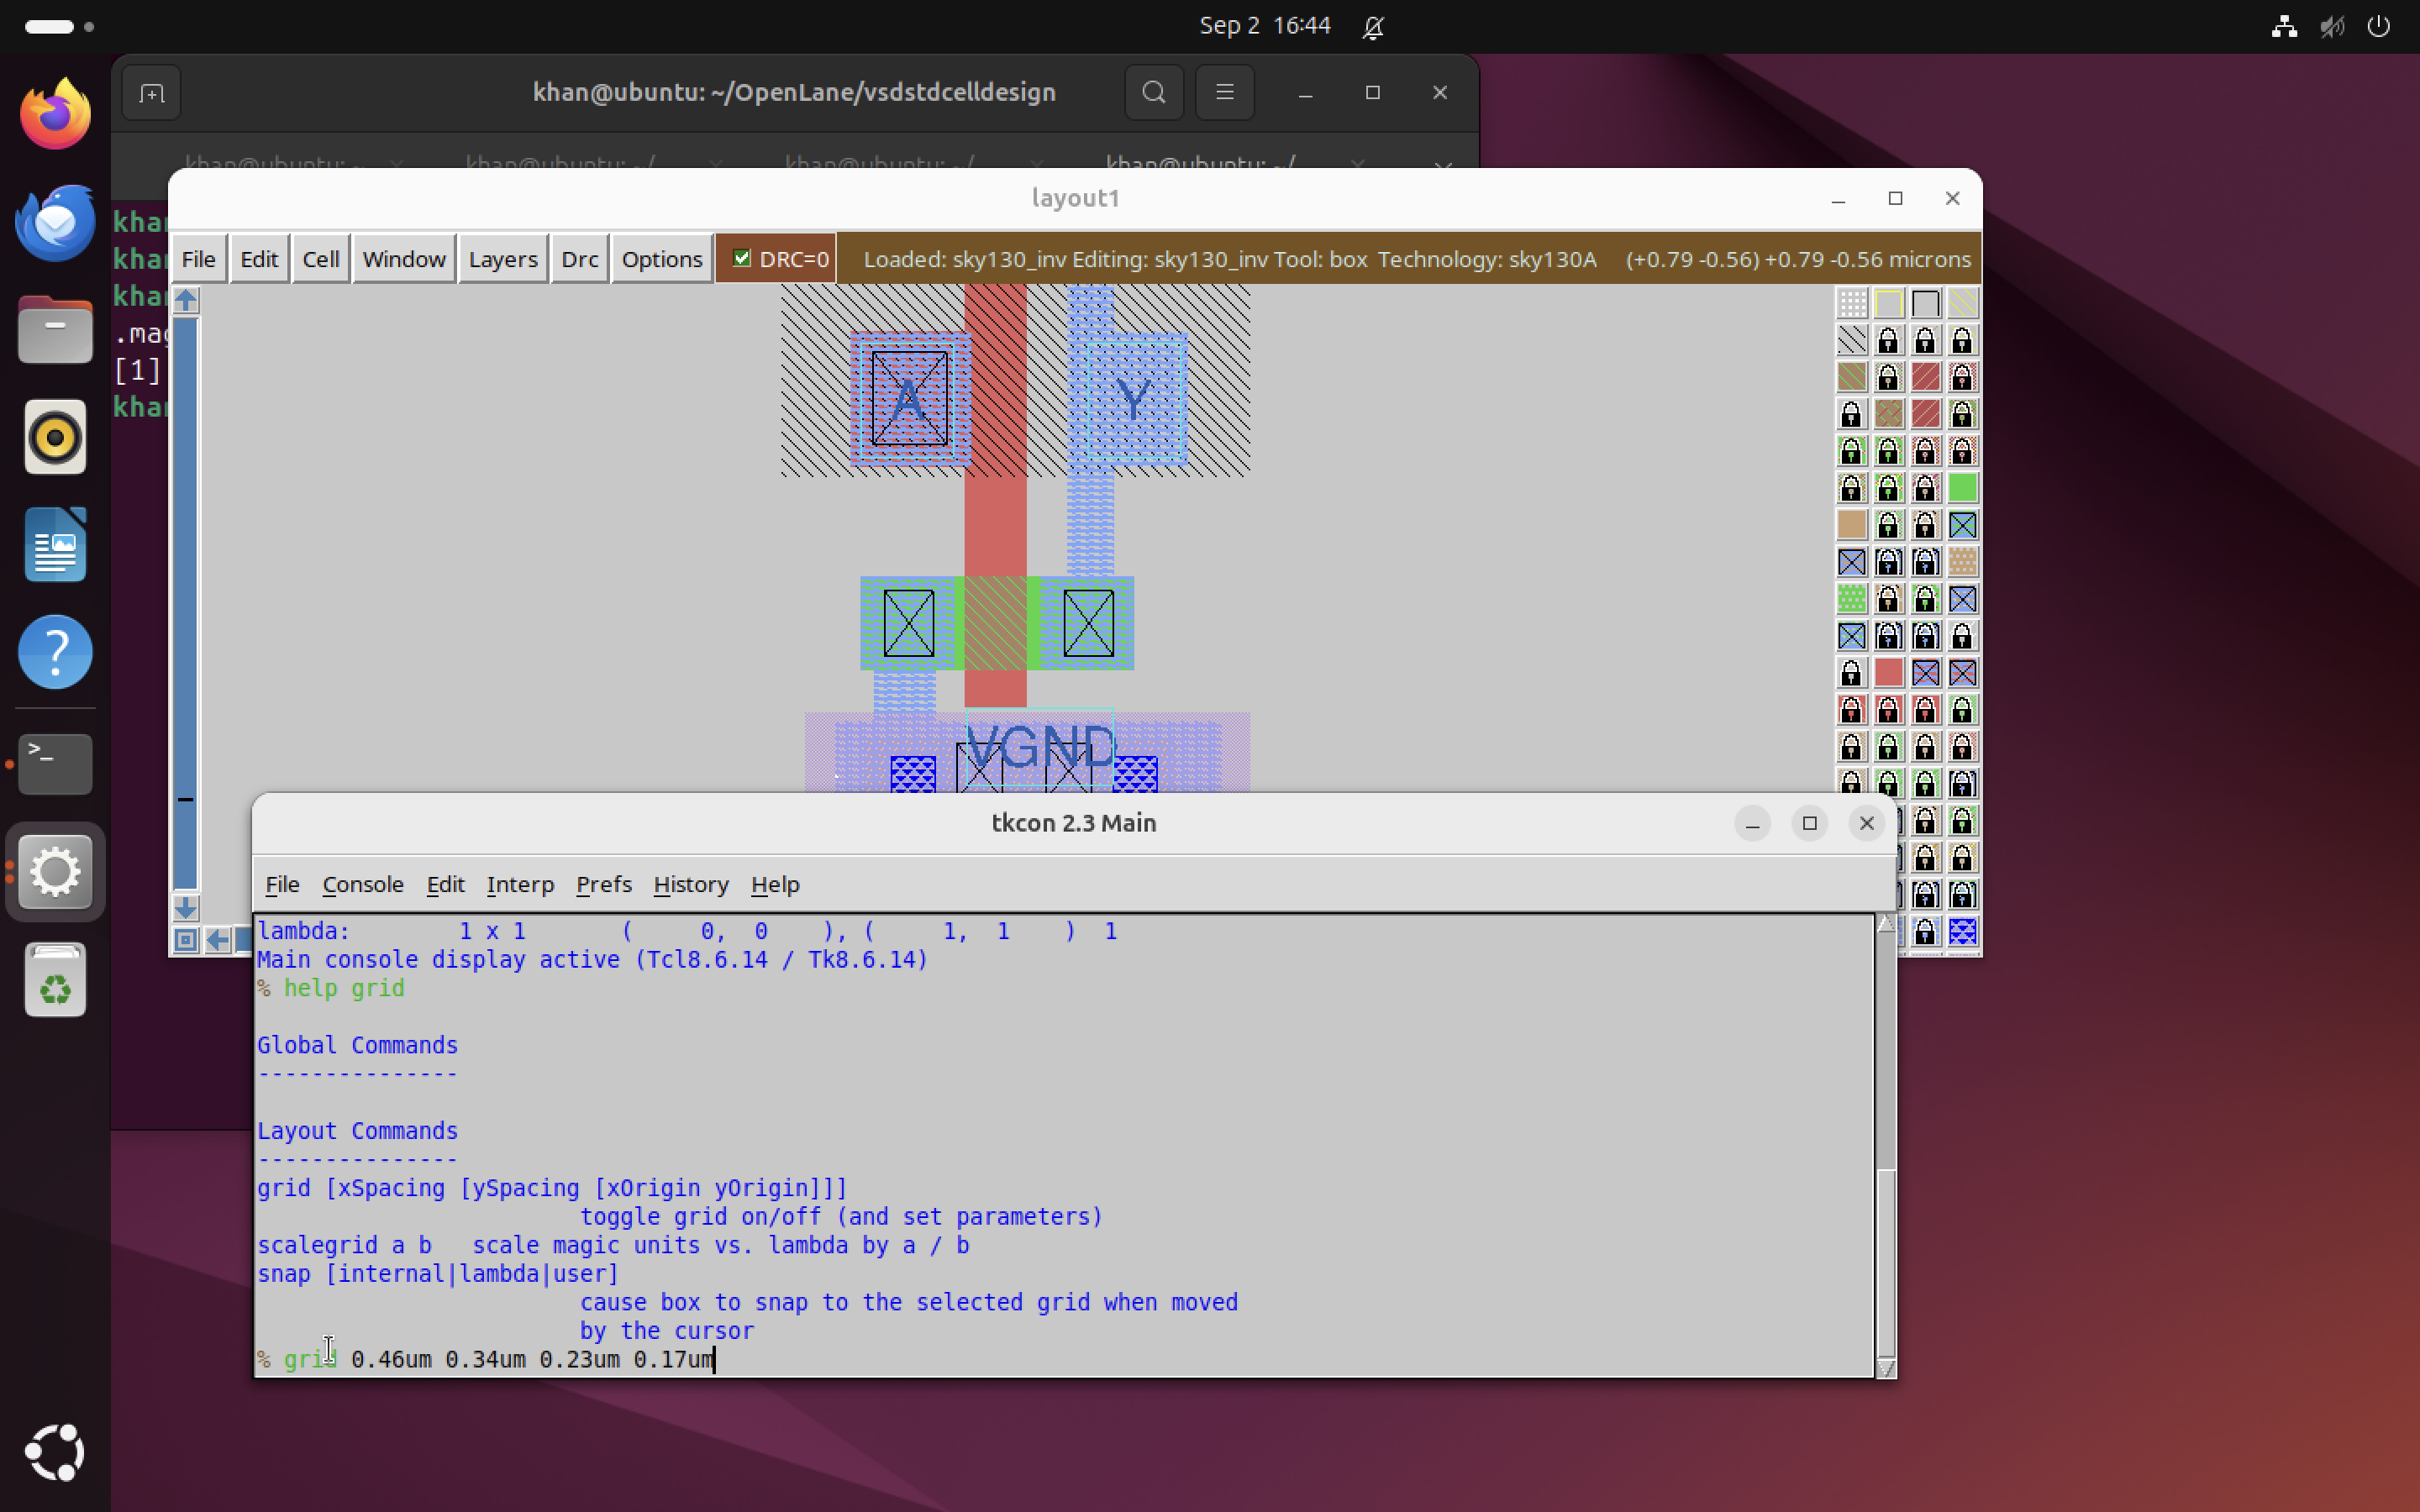 Sep 2 16:44
khan@ubuntu: ~/OpenLane/vsdstdcelldesign
khan@ubuntu: ~ khan@ubuntu: ~/ khan@ubuntu: ~/ khan@ubuntu: ~/
layout1
File Edit Cell Window Layers Drc Options DRC=0 Loaded: sky130_inv Editing: sky130_inv Tool: box Technology: sky130A (+0.79 -0.56) +0.79 -0.56 microns
khan
khan
khan
.mag
[1]
khan
A Y
VGND
tkcon 2.3 Main
File Console Edit Interp Prefs History Help
lambda: 1 x 1 ( 0, 0 ), ( 1, 1 ) 1
Main console display active (Tcl8.6.14 / Tk8.6.14)
% help grid
Global Commands
---------------
Layout Commands
---------------
grid [xSpacing [ySpacing [xOrigin yOrigin]]]
toggle grid on/off (and set parameters)
scalegrid a b scale magic units vs. lambda by a / b
snap [internal|lambda|user]
cause box to snap to the selected grid when moved
by the cursor
% grid 0.46um 0.34um 0.23um 0.17um